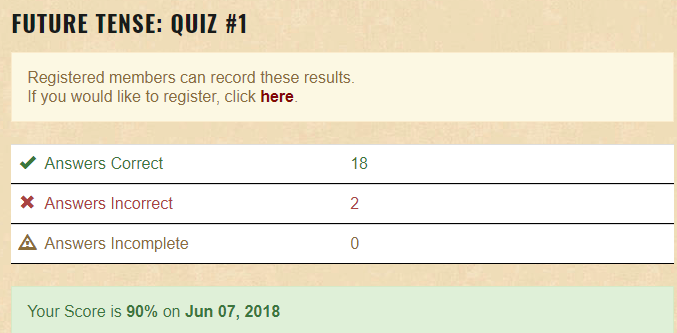 FUTURE TENSE: QUIZ #1
Registered members can record these results.
If you would like to register, click here.
Answers Correct 18
Answers Incorrect 2
Answers Incomplete 0
Your Score is 90% on Jun 07, 2018